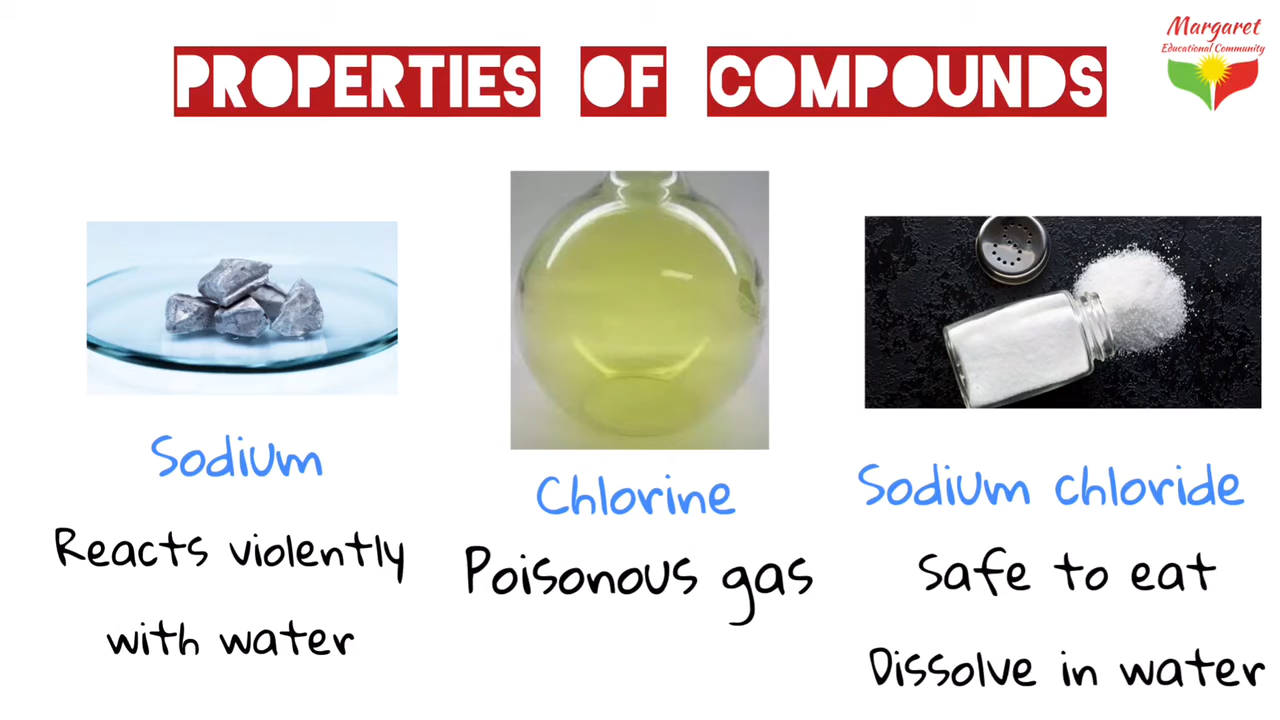 Margaret
Educational Community
PROPERTIES OF COMPOUNDS
Sodium
Reacts violently
with water
Chlorine
Poisonous gas
Sodium chloride
Safe to eat
Dissolve in water